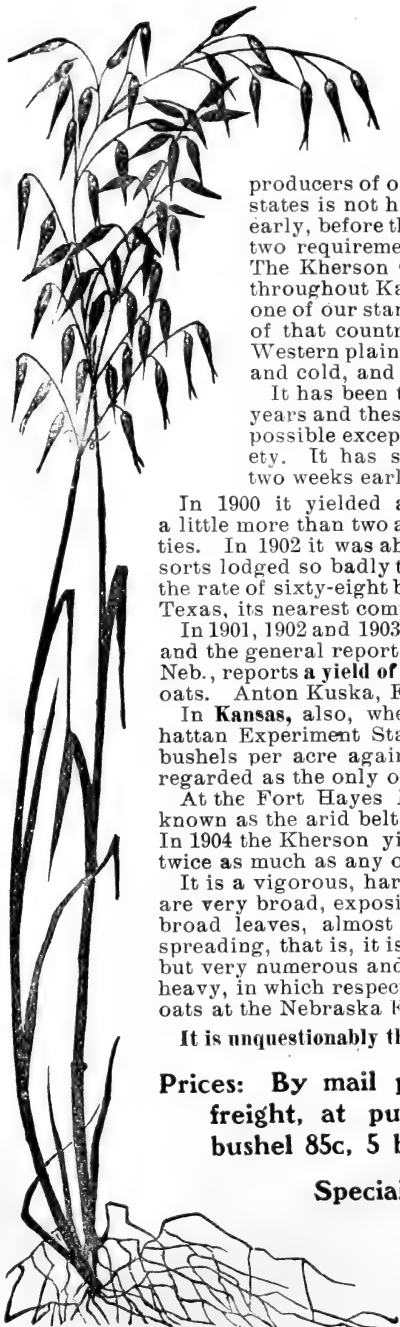 producers of o
states is not h
early, before th
two requireme
The Kherson
throughout Ka
one of our stan
of that countr
Western plain
and cold, and
It has been t
years and thes
possible excep
ety. It has s
two weeks earl
In 1900 it yielded a
a little more than two a
ties. In 1902 it was ab
sorts lodged so badly t
the rate of sixty-eight b
Texas, its nearest com
In 1901, 1902 and 1903
and the general report
Neb., reports a yield of
oats. Anton Kuska, F
In Kansas, also, whe
hattan Experiment Sta
bushels per acre again
regarded as the only o
At the Fort Hayes
known as the arid belt
In 1904 the Kherson yi
twice as much as any o
It is a vigorous, har
are very broad, exposi
broad leaves, almost
spreading, that is, it is
but very numerous and
heavy, in which respec
oats at the Nebraska E
It is unquestionably th
Prices: By mail p
freight, at pu
bushel 85c, 5 b
Special